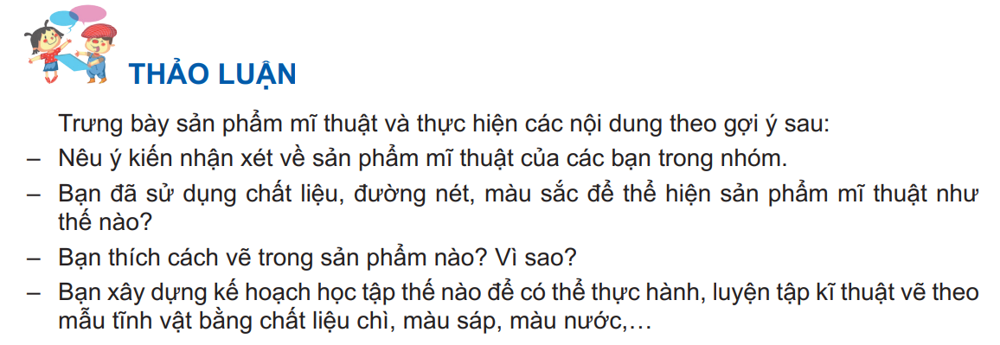 THẢO LUẬN
Trưng bày sản phẩm mĩ thuật và thực hiện các nội dung theo gợi ý sau:
– Nêu ý kiến nhận xét về sản phẩm mĩ thuật của các bạn trong nhóm.
– Bạn đã sử dụng chất liệu, đường nét, màu sắc để thể hiện sản phẩm mĩ thuật như
thế nào?
– Bạn thích cách vẽ trong sản phẩm nào? Vì sao?
– Bạn xây dựng kế hoạch học tập thế nào để có thể thực hành, luyện tập kĩ thuật vẽ theo
mẫu tĩnh vật bằng chất liệu chì, màu sáp, màu nước,…